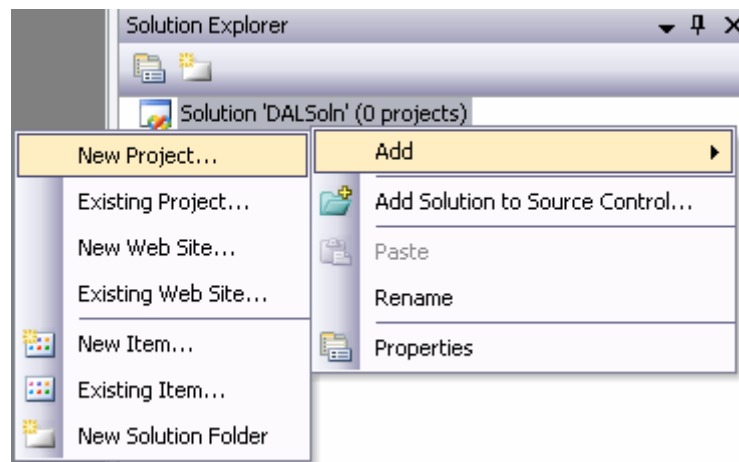 Solution Explorer
Solution 'DALSoln' (0 projects)
New Project...
Existing Project...
New Web Site...
Existing Web Site...
New Item...
Existing Item...
New Solution Folder
Add
Add Solution to Source Control...
Paste
Rename
Properties